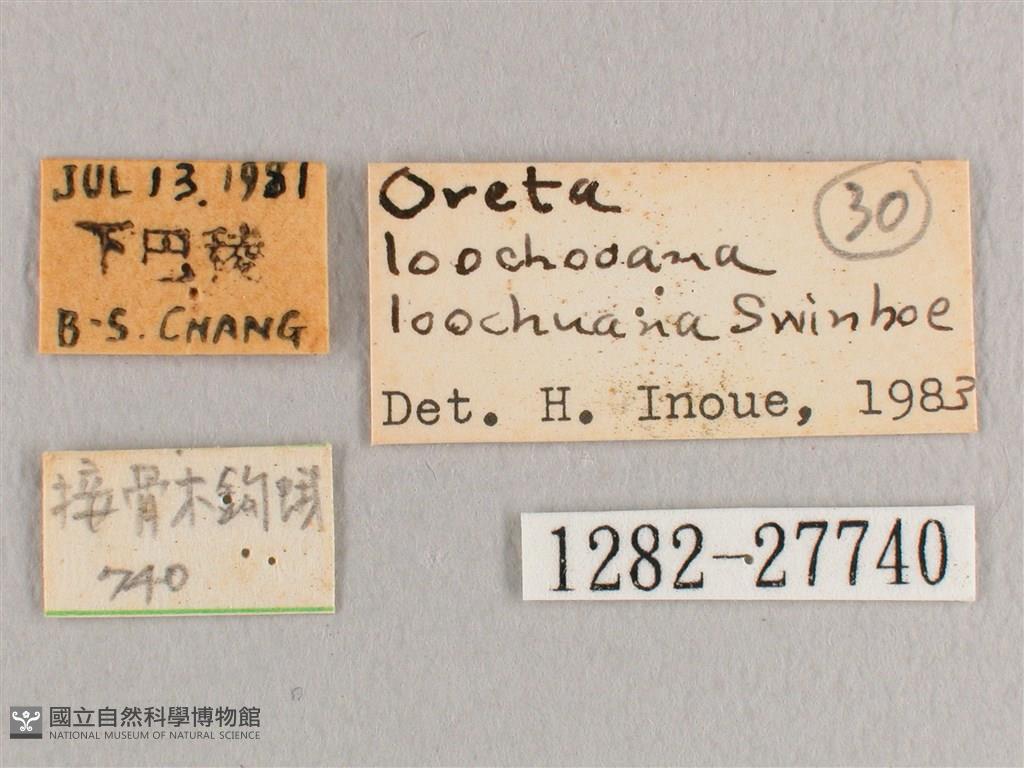 JUL 13. 1981
下巴陵
B-S. CHANG
Oreta
30
loochooana
loochuana Swinhoe
Det. H. Inoue, 1983
接骨木鉤蛾
740
1282-27740
國立自然科學博物館
NATIONAL MUSEUM OF NATURAL SCIENCE